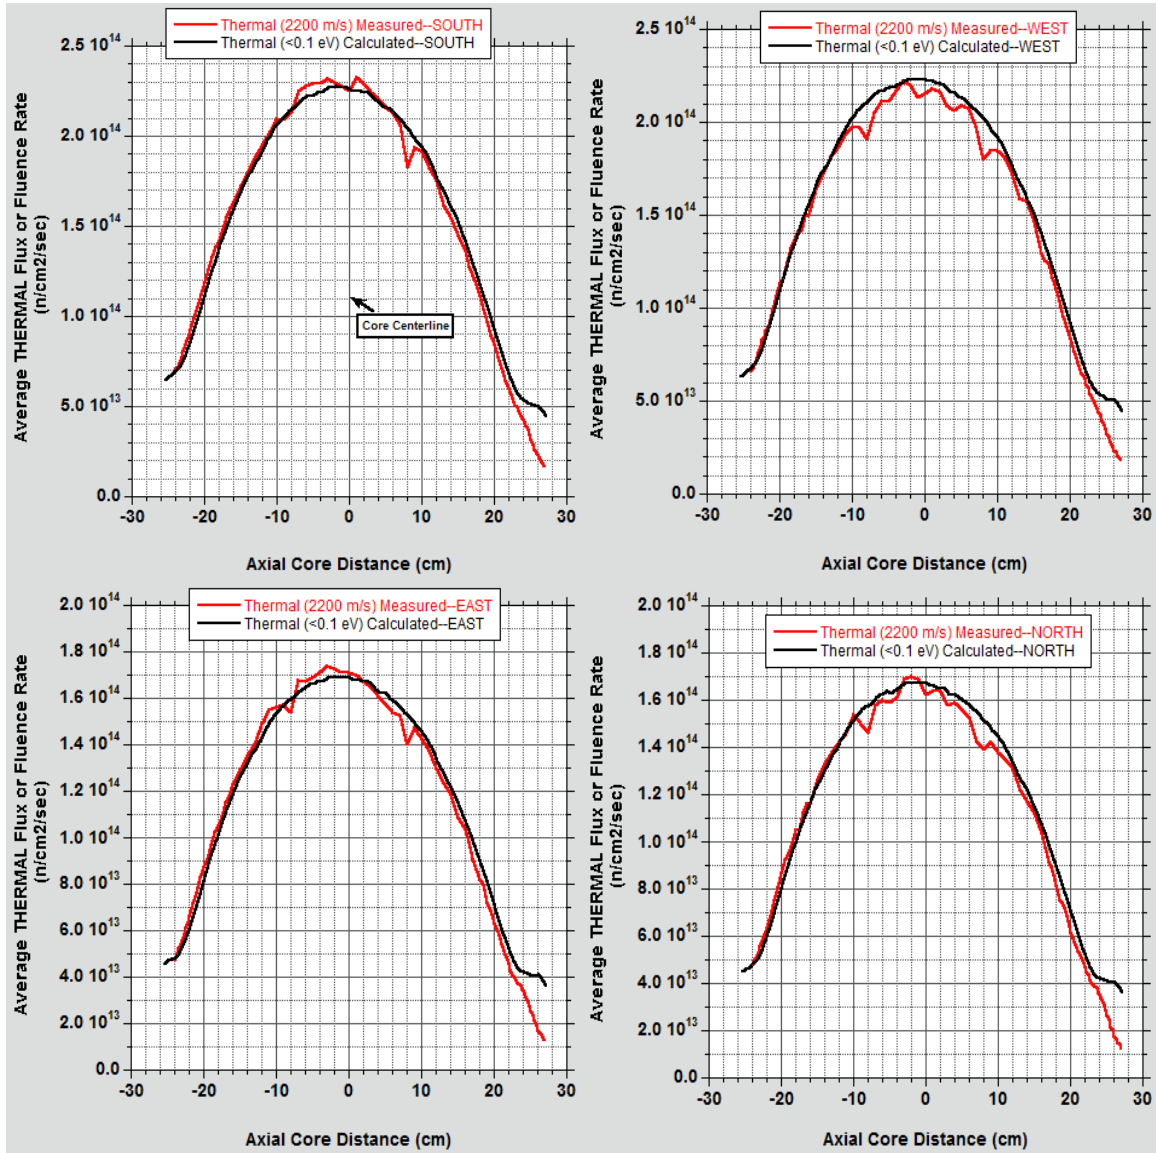 Thermal (2200 m/s) Measured--SOUTH
Thermal (<0.1 eV) Calculated--SOUTH
Average THERMAL Flux or Fluence Rate
(n/cm2/sec)
2.5 10^14
2.0 10^14
1.5 10^14
1.0 10^14
5.0 10^13
0.0
Core Centerline
-30 -20 -10 0 10 20 30
Axial Core Distance (cm)
Thermal (2200 m/s) Measured--WEST
Thermal (<0.1 eV) Calculated--WEST
Average THERMAL Flux or Fluence Rate
(n/cm2/sec)
2.5 10^14
2.0 10^14
1.5 10^14
1.0 10^14
5.0 10^13
0.0
-30 -20 -10 0 10 20 30
Axial Core Distance (cm)
Thermal (2200 m/s) Measured--EAST
Thermal (<0.1 eV) Calculated--EAST
Average THERMAL Flux or Fluence Rate
(n/cm2/sec)
2.0 10^14
1.8 10^14
1.6 10^14
1.4 10^14
1.2 10^14
1.0 10^14
8.0 10^13
6.0 10^13
4.0 10^13
2.0 10^13
0.0
-30 -20 -10 0 10 20 30
Axial Core Distance (cm)
Thermal (2200 m/s) Measured--NORTH
Thermal (<0.1 eV) Calculated--NORTH
Average THERMAL Flux or Fluence Rate
(n/cm2/sec)
2.0 10^14
1.8 10^14
1.6 10^14
1.4 10^14
1.2 10^14
1.0 10^14
8.0 10^13
6.0 10^13
4.0 10^13
2.0 10^13
0.0
-30 -20 -10 0 10 20 30
Axial Core Distance (cm)